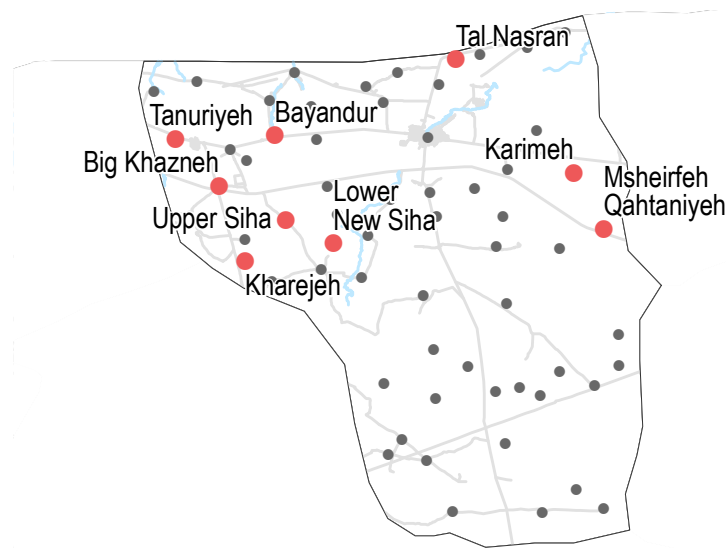 Tal Nasran
Tanuriyeh
Bayandur
Big Khazneh
Karimeh
Msheirfeh
Qahtaniyeh
Upper Siha
Lower
New Siha
Kharejeh